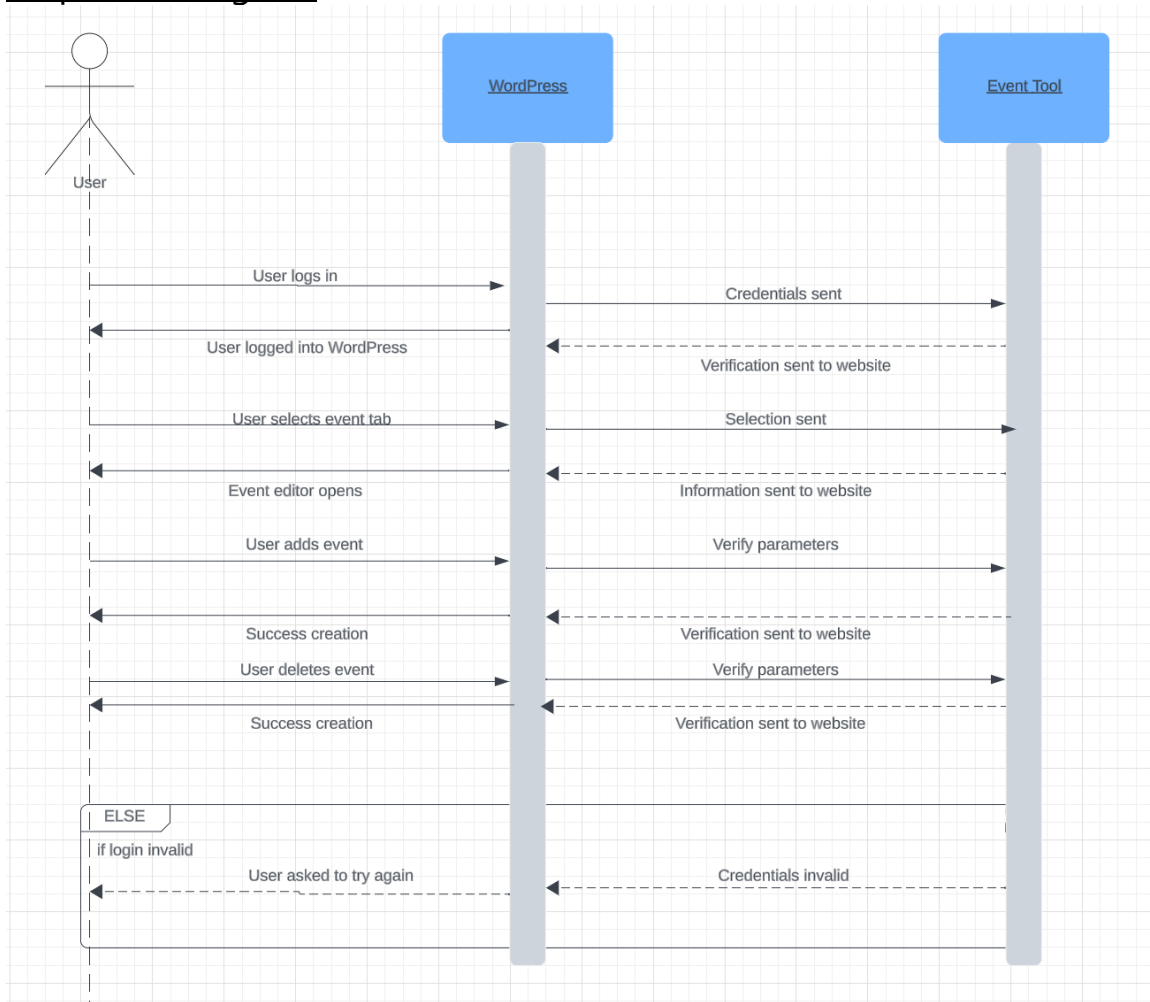 WordPress
Event Tool
User
User logs in
Credentials sent
User logged into WordPress
Verification sent to website
User selects event tab
Selection sent
Event editor opens
Information sent to website
User adds event
Verify parameters
Success creation
Verification sent to website
User deletes event
Verify parameters
Success creation
Verification sent to website
ELSE
if login invalid
User asked to try again
Credentials invalid